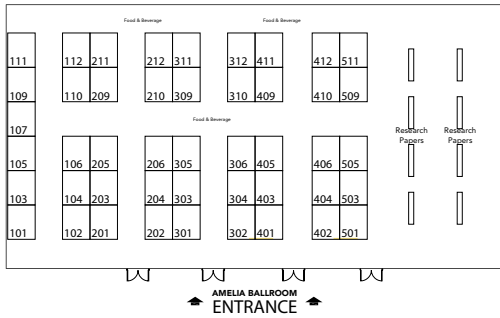 Food & Beverage Food & Beverage
111 112 211 212 311 312 411 412 511
109 110 209 210 309 310 409 410 509
Food & Beverage
107
Research Papers Research Papers
105 106 205 206 305 306 405 406 505
103 104 203 204 303 304 403 404 503
101 102 201 202 301 302 401 402 501
AMELIA BALLROOM
ENTRANCE